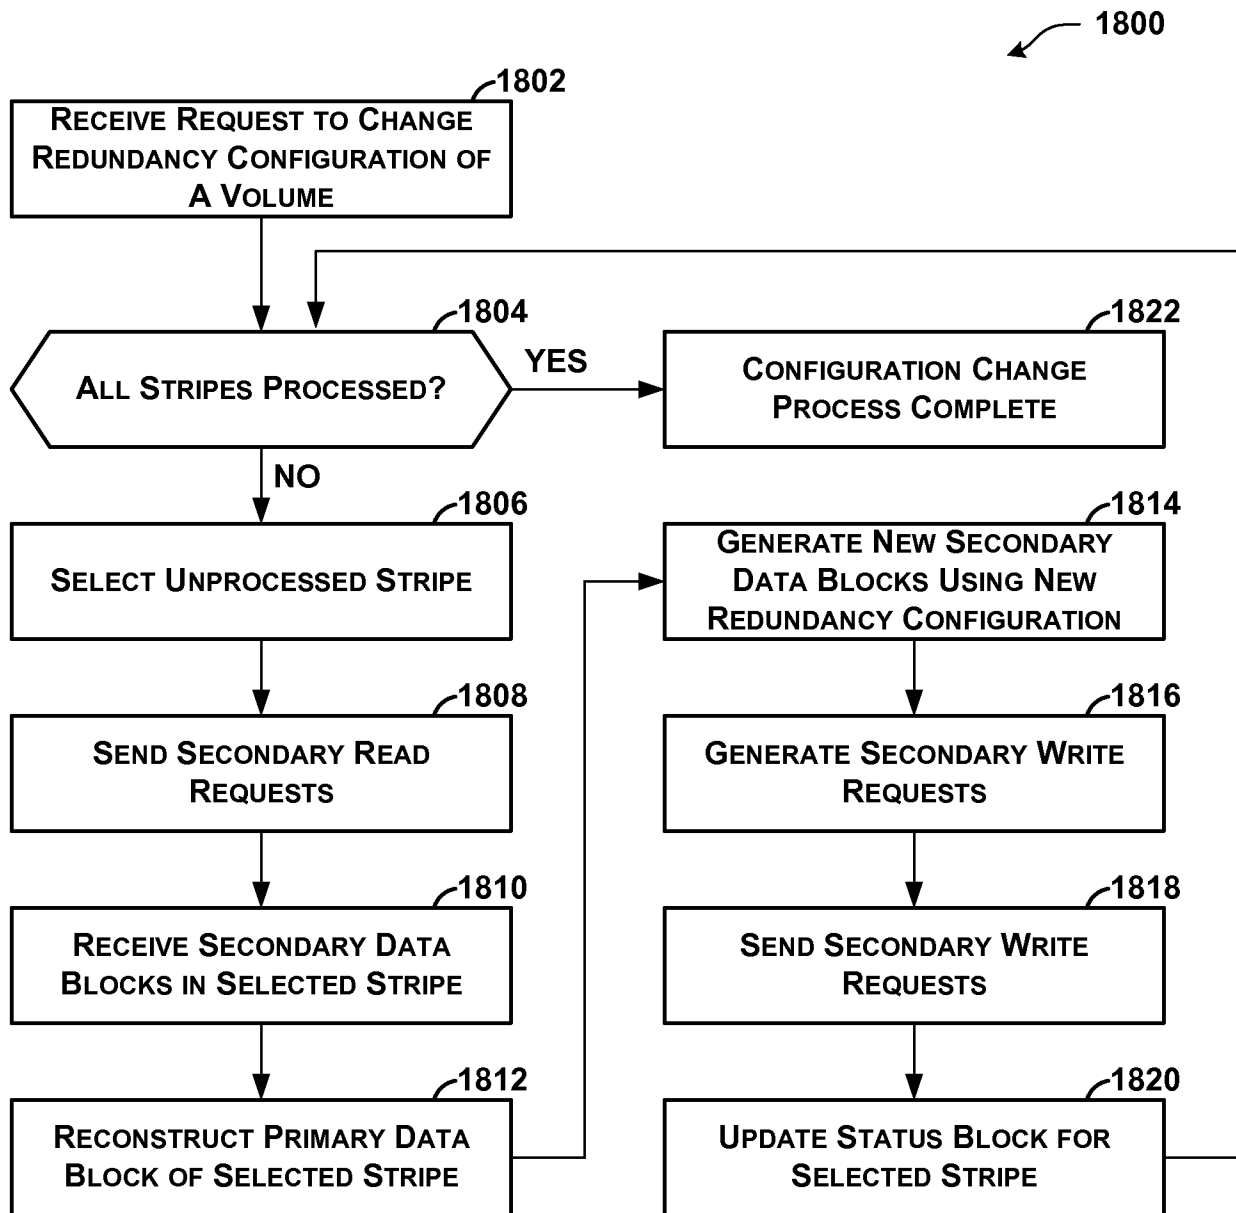 1800
1802
RECEIVE REQUEST TO CHANGE
REDUNDANCY CONFIGURATION OF
A VOLUME
1804
ALL STRIPES PROCESSED?
YES
1822
CONFIGURATION CHANGE
PROCESS COMPLETE
NO
1806
SELECT UNPROCESSED STRIPE
1808
SEND SECONDARY READ
REQUESTS
1810
RECEIVE SECONDARY DATA
BLOCKS IN SELECTED STRIPE
1812
RECONSTRUCT PRIMARY DATA
BLOCK OF SELECTED STRIPE
1814
GENERATE NEW SECONDARY
DATA BLOCKS USING NEW
REDUNDANCY CONFIGURATION
1816
GENERATE SECONDARY WRITE
REQUESTS
1818
SEND SECONDARY WRITE
REQUESTS
1820
UPDATE STATUS BLOCK FOR
SELECTED STRIPE